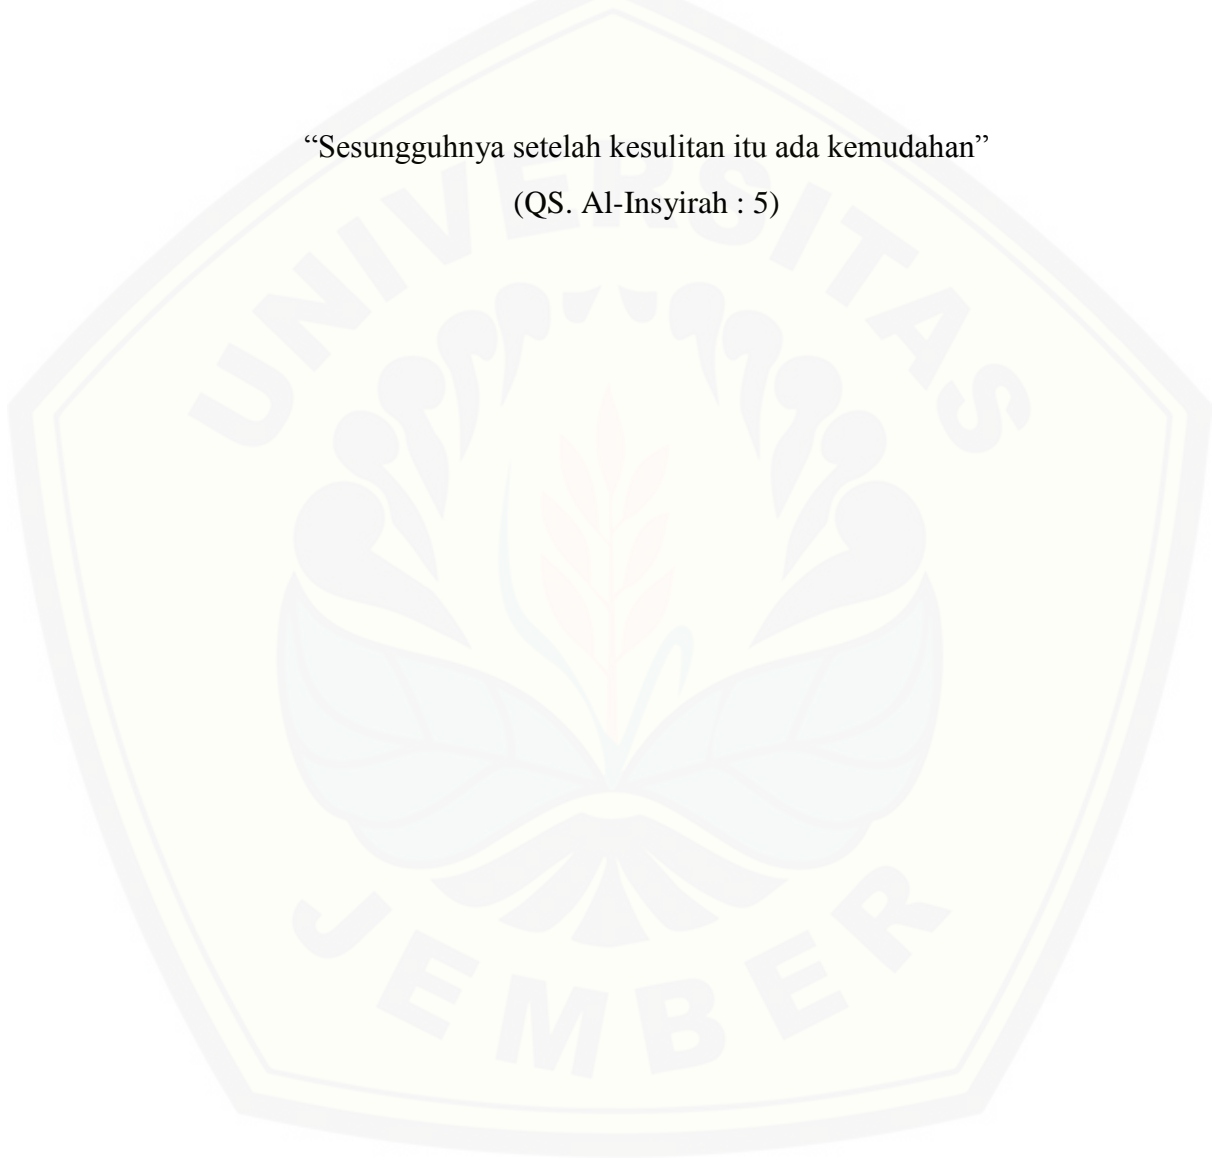 “Sesungguhnya setelah kesulitan itu ada kemudahan”
(QS. Al-Insyirah : 5)
UNIVERSITAS
JEMBER